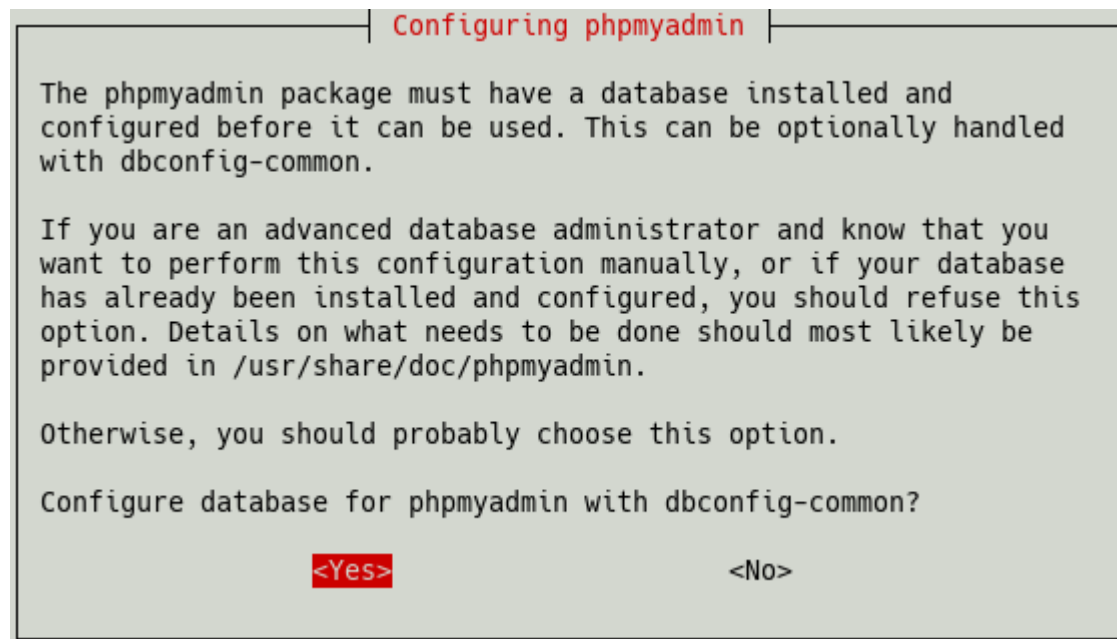 Configuring phpmyadmin
The phpmyadmin package must have a database installed and
configured before it can be used. This can be optionally handled
with dbconfig-common.
If you are an advanced database administrator and know that you
want to perform this configuration manually, or if your database
has already been installed and configured, you should refuse this
option. Details on what needs to be done should most likely be
provided in /usr/share/doc/phpmyadmin.
Otherwise, you should probably choose this option.
Configure database for phpmyadmin with dbconfig-common?
<Yes> <No>